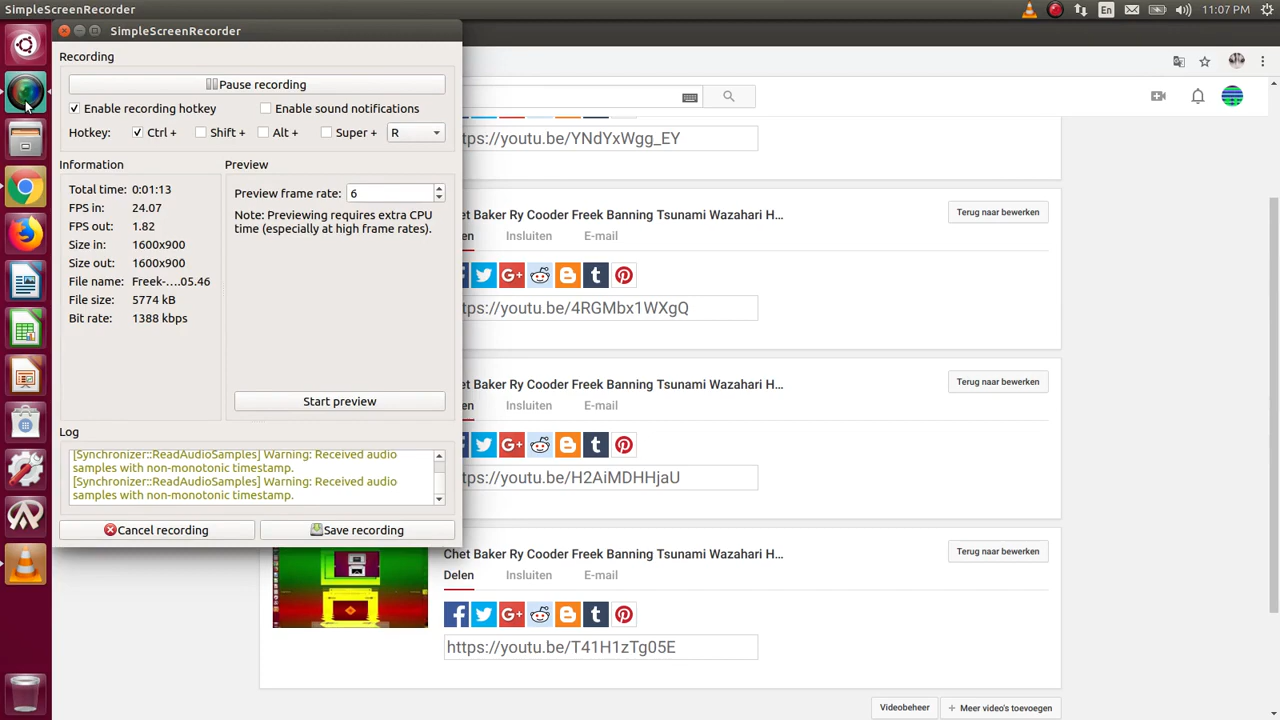 SimpleScreenRecorder
En
11:07 PM
SimpleScreenRecorder
Recording
Pause recording
Enable recording hotkey
Enable sound notifications
Hotkey:
Ctrl +
Shift +
Alt +
Super +
R
Information
Total time: 0:01:13
FPS in: 24.07
FPS out: 1.82
Size in: 1600x900
Size out: 1600x900
File name: Freek-....05.46
File size: 5774 kB
Bit rate: 1388 kbps
Preview
Preview frame rate: 6
Note: Previewing requires extra CPU
time (especially at high frame rates).
Start preview
Log
[Synchronizer::ReadAudioSamples] Warning: Received audio
samples with non-monotonic timestamp.
[Synchronizer::ReadAudioSamples] Warning: Received audio
samples with non-monotonic timestamp.
Cancel recording
Save recording
tps://youtu.be/YNdYxWgg_EY
et Baker Ry Cooder Freek Banning Tsunami Wazahari H...
Terug naar bewerken
en
Insluiten
E-mail
tps://youtu.be/4RGMbx1WXgQ
et Baker Ry Cooder Freek Banning Tsunami Wazahari H...
Terug naar bewerken
en
Insluiten
E-mail
tps://youtu.be/H2AiMDHHjaU
Chet Baker Ry Cooder Freek Banning Tsunami Wazahari H...
Terug naar bewerken
Delen
Insluiten
E-mail
https://youtu.be/T41H1zTg05E
Videobeheer
+ Meer video's toevoegen